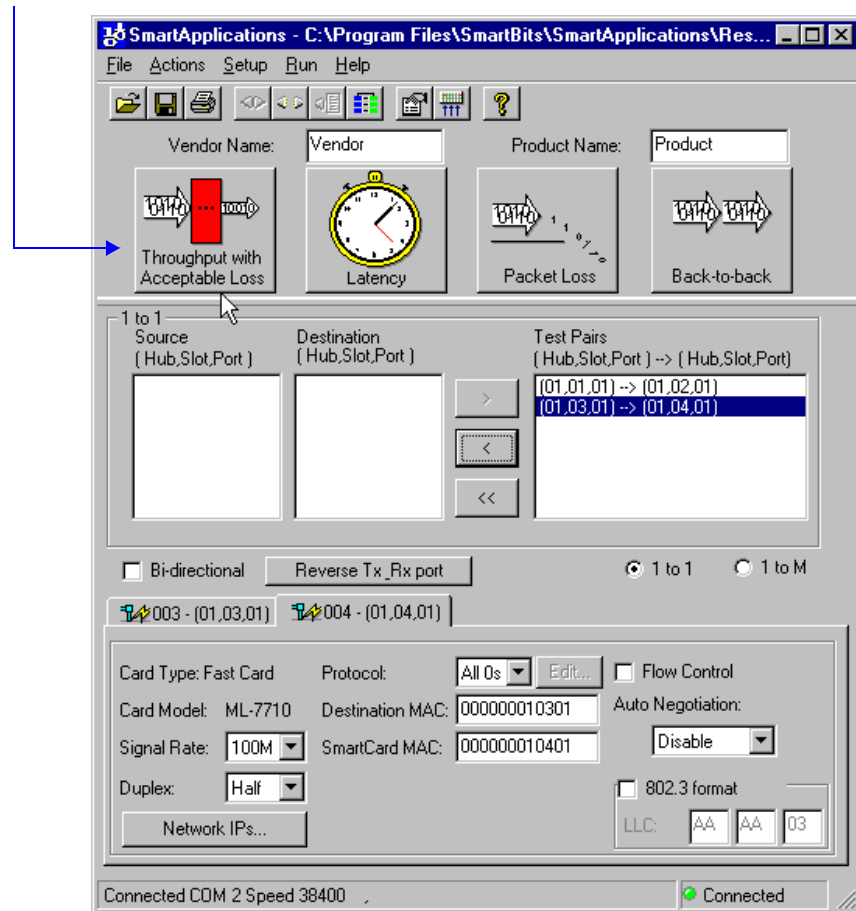 SmartApplications - C:\Program Files\SmartBits\SmartApplications\Res...
File Actions Setup Run Help
Vendor Name: Vendor Product Name: Product
Throughput with
Acceptable Loss
Latency
Packet Loss
Back-to-back
1 to 1
Source
( Hub,Slot,Port )
Destination
( Hub,Slot,Port )
Test Pairs
( Hub,Slot,Port ) --> ( Hub,Slot,Port)
(01,01,01) --> (01,02,01)
(01,03,01) --> (01,04,01)
>
<
<<
Bi-directional Reverse Tx_Rx port 1 to 1 1 to M
003 - (01,03,01) 004 - (01,04,01)
Card Type: Fast Card Protocol: All 0s Edit... Flow Control
Card Model: ML-7710 Destination MAC: 000000010301 Auto Negotiation:
Signal Rate: 100M SmartCard MAC: 000000010401 Disable
Duplex: Half 802.3 format
Network IPs... LLC: AA AA 03
Connected COM 2 Speed 38400 , Connected